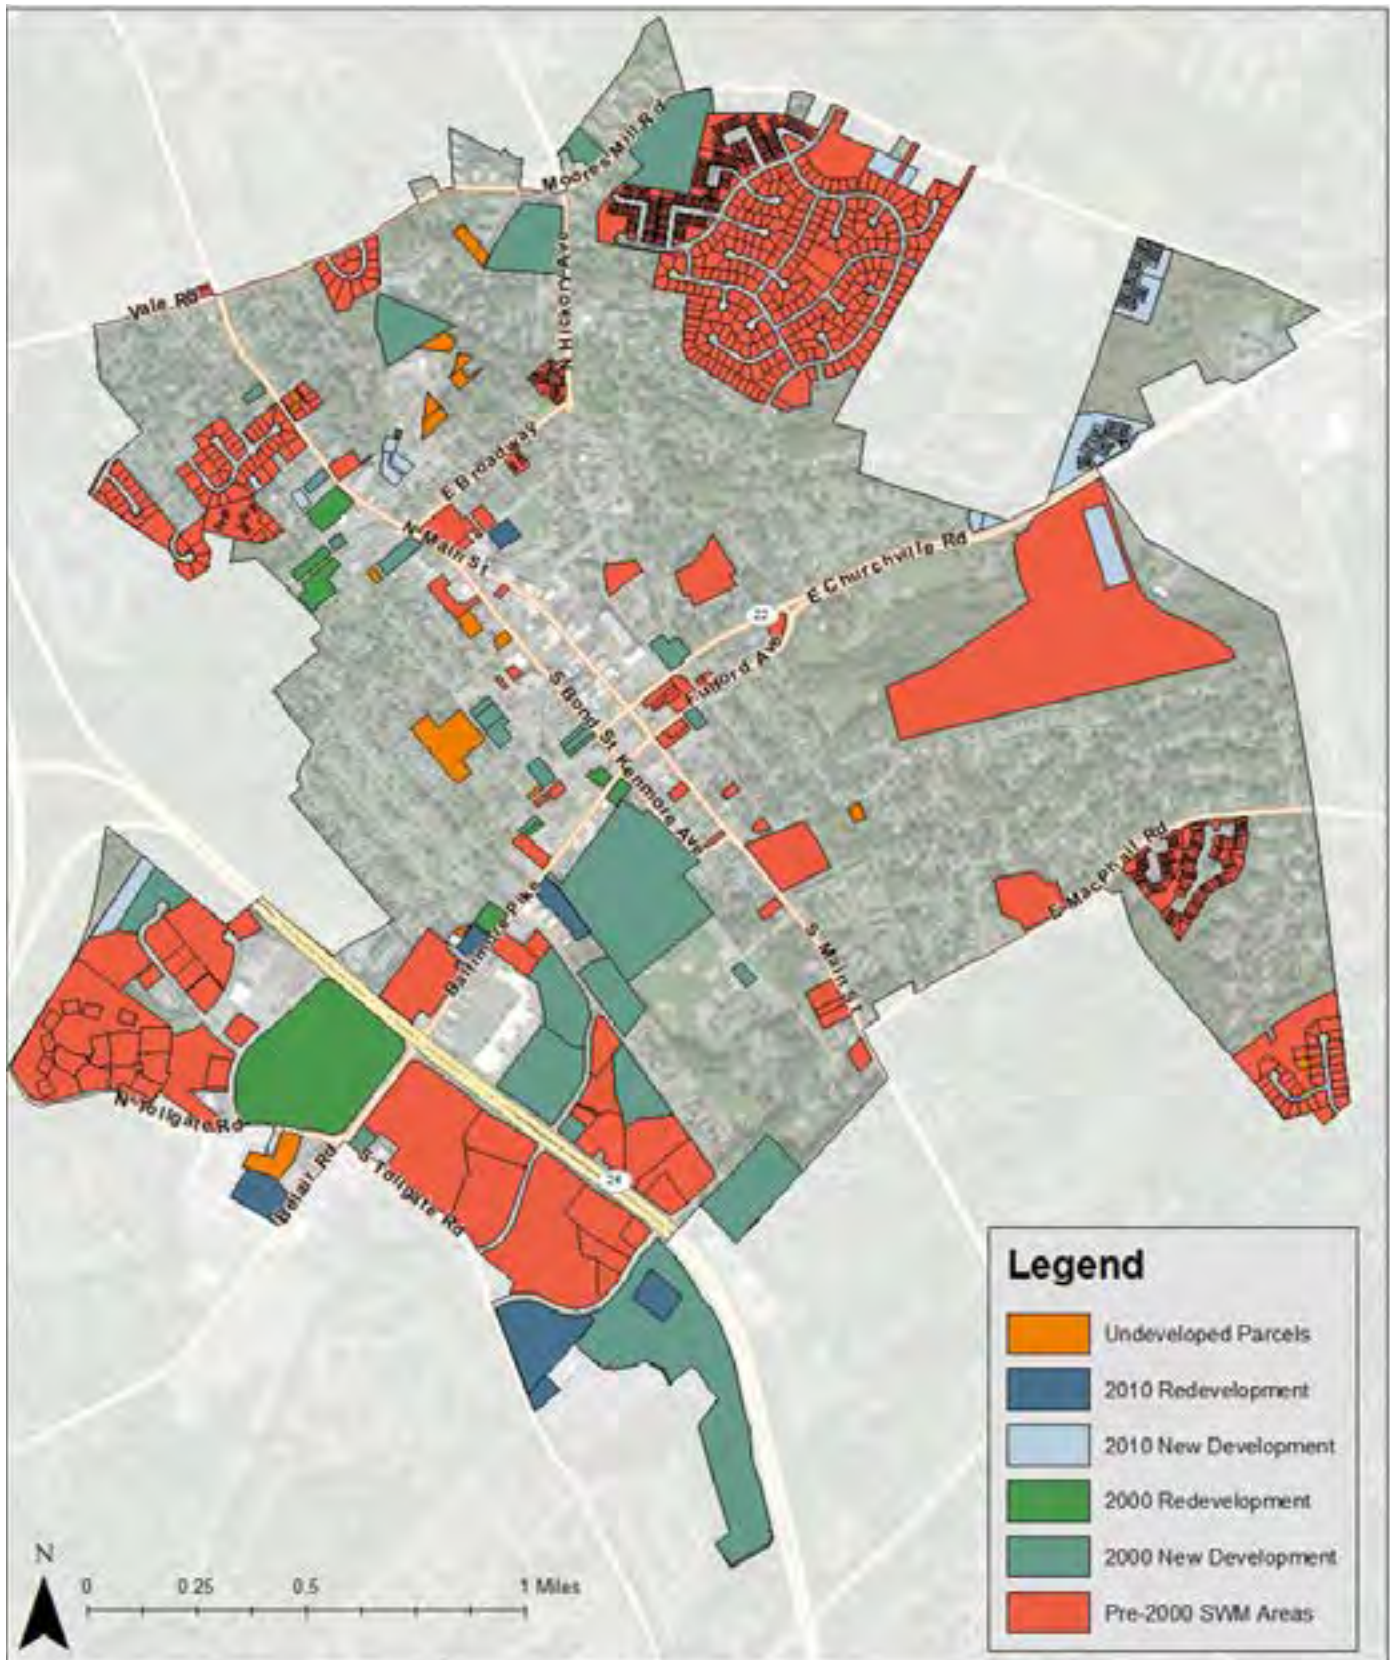 Moores Mill Rd
N Hickory Ave
Vale Rd
E Broadway
N Main St
E Churchville Rd
22
Fulford Ave
S Bond St
Kenmore Ave
E Macphail Rd
Baltimore Pike
S Main St
N Tollgate Rd
Belair Rd
S Tollgate Rd
24
Legend
Undeveloped Parcels
2010 Redevelopment
2010 New Development
2000 Redevelopment
2000 New Development
Pre-2000 SWM Areas
N
0 0.25 0.5 1 Miles